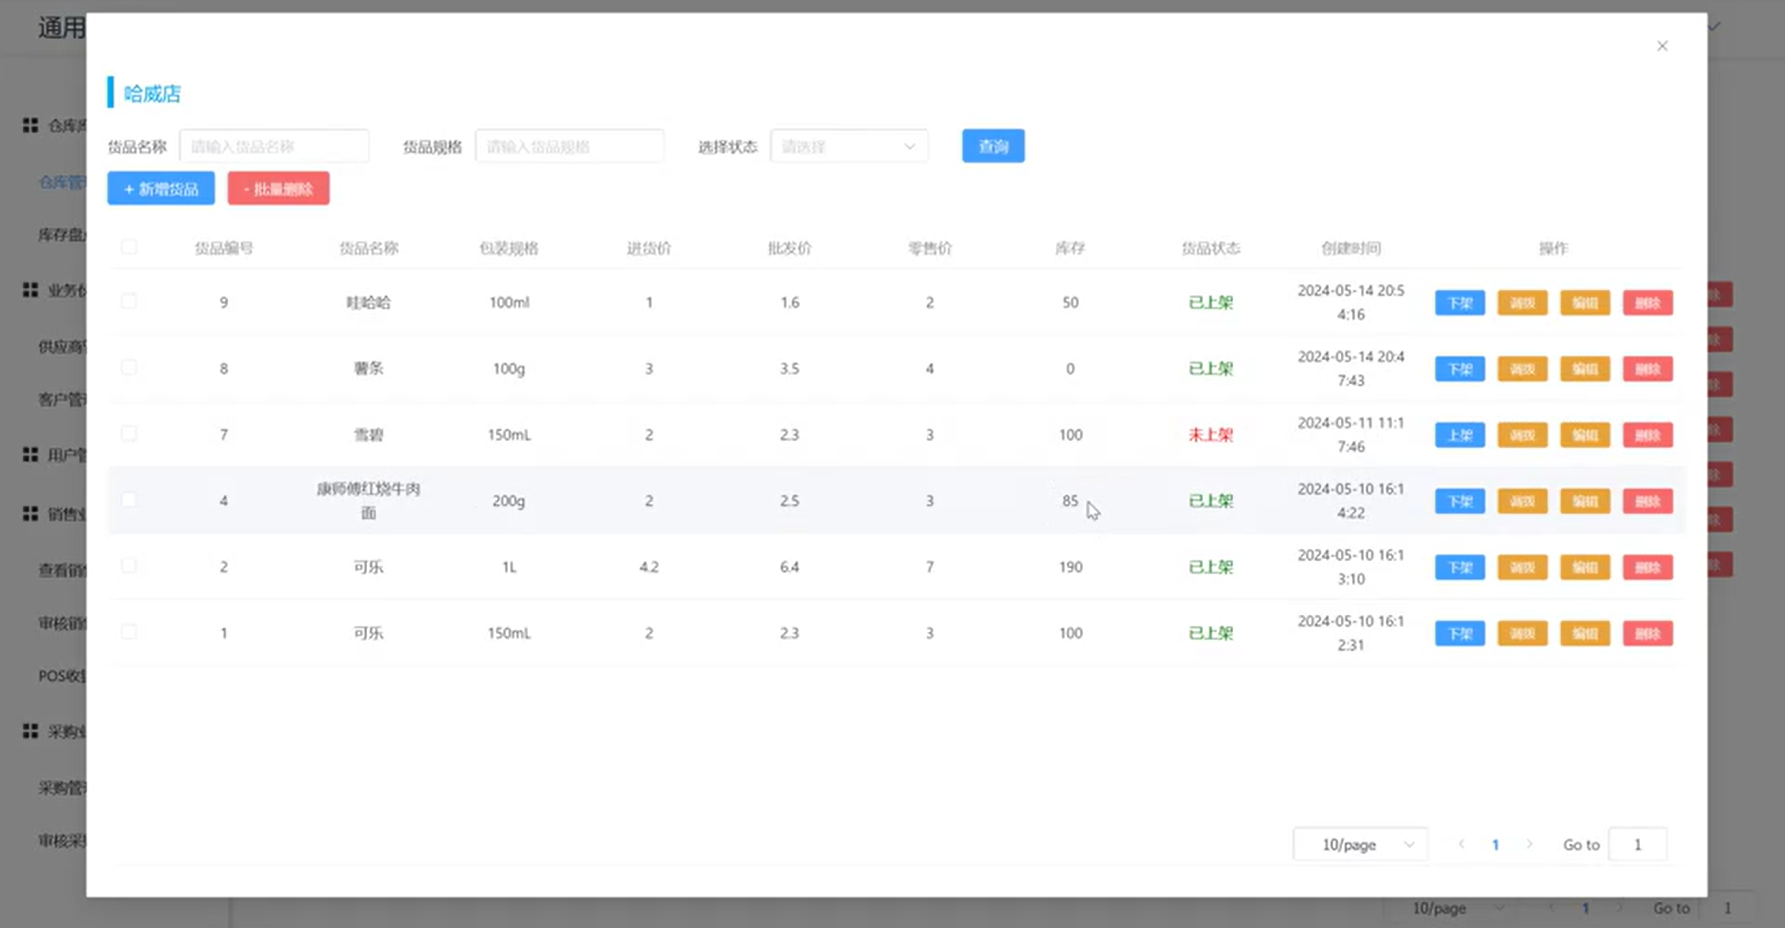 通用
哈威店
货品名称 请输入货品名称 货品规格 请输入货品规格 选择状态 请选择 查询
+ 新增货品 - 批量删除
货品编号 货品名称 包装规格 进货价 批发价 零售价 库存 货品状态 创建时间 操作
9 哇哈哈 100ml 1 1.6 2 50 已上架 2024-05-14 20:5
4:16
下架 调拨 编辑 删除
8 薯条 100g 3 3.5 4 0 已上架 2024-05-14 20:4
7:43
下架 调拨 编辑 删除
7 雪碧 150mL 2 2.3 3 100 未上架 2024-05-11 11:1
7:46
上架 调拨 编辑 删除
4 康师傅红烧牛肉
面
200g 2 2.5 3 85 已上架 2024-05-10 16:1
4:22
下架 调拨 编辑 删除
2 可乐 1L 4.2 6.4 7 190 已上架 2024-05-10 16:1
3:10
下架 调拨 编辑 删除
1 可乐 150mL 2 2.3 3 100 已上架 2024-05-10 16:1
2:31
下架 调拨 编辑 删除
10/page 1 Go to 1
仓库
仓库管
库存盘
业务
供应商
客户管
用户管
销售
查看销
审核销
POS收
采购
采购管
审核采
10/page 1 Go to 1